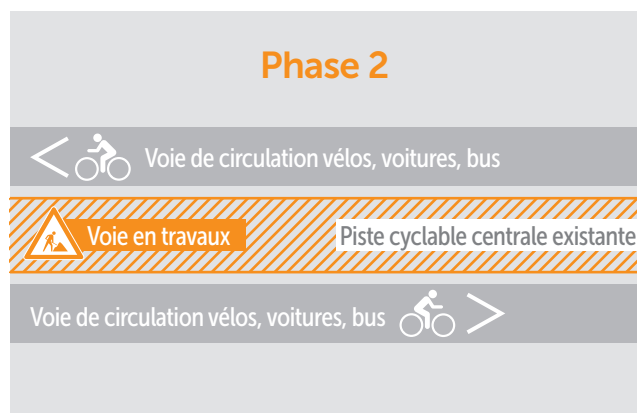 Phase 2
Voie de circulation vélos, voitures, bus
Voie en travaux
Piste cyclable centrale existante
Voie de circulation vélos, voitures, bus